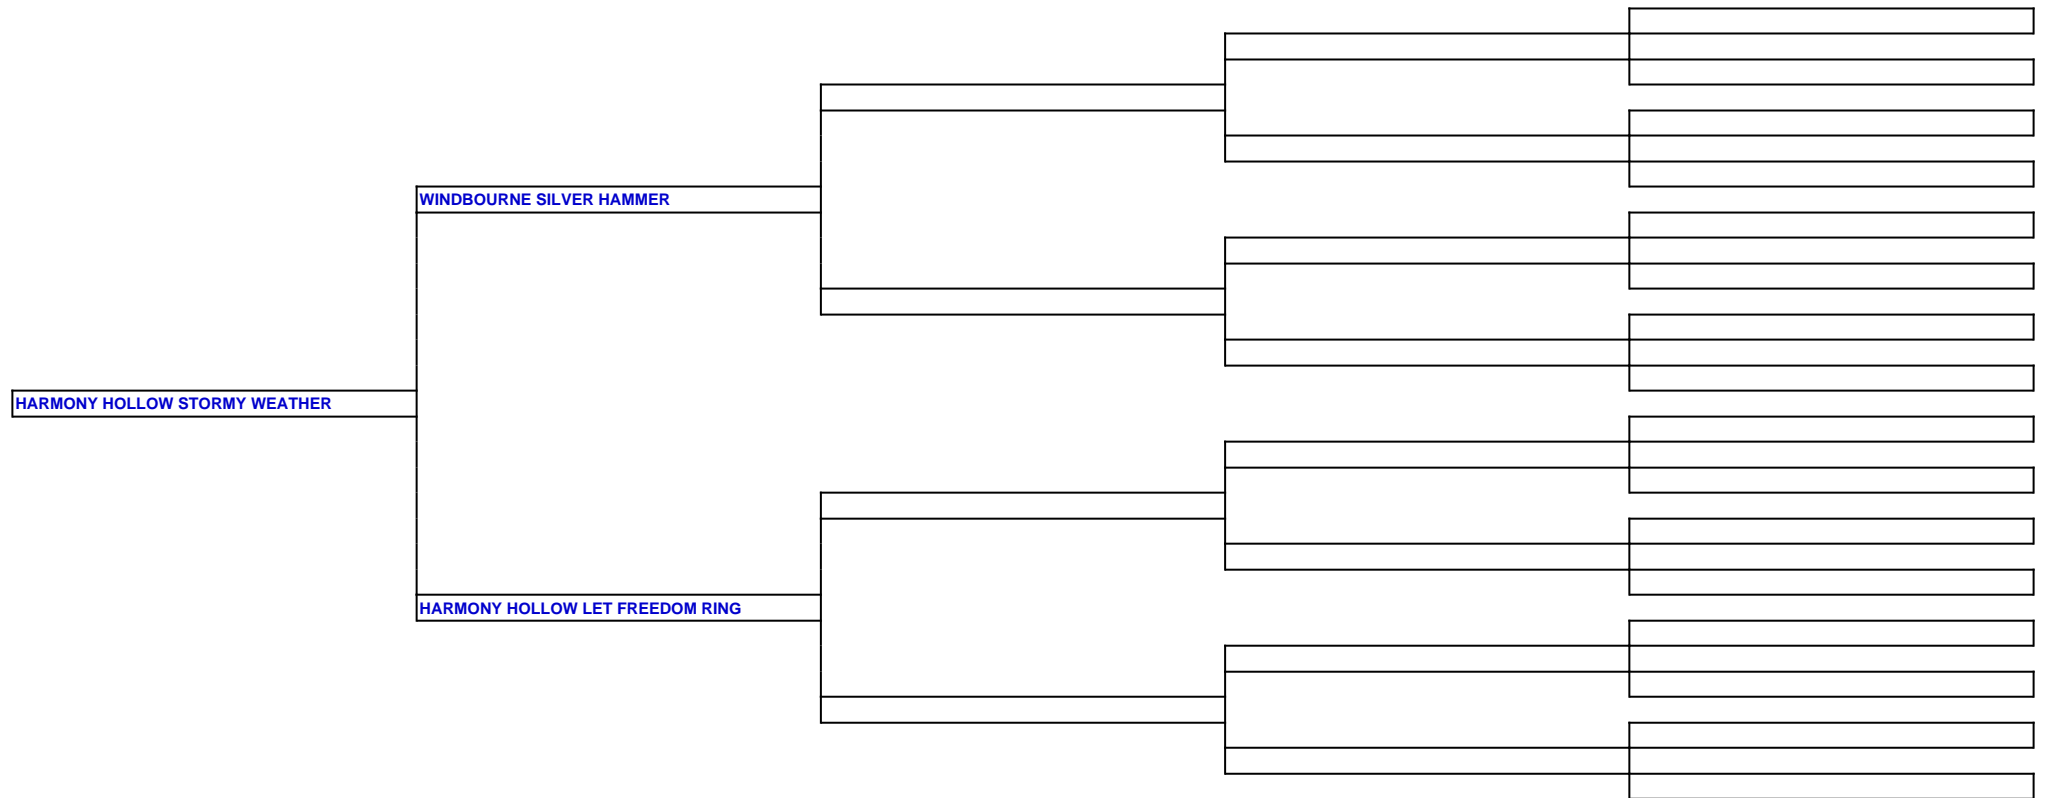 WINDBOURNE SILVER HAMMER
HARMONY HOLLOW STORMY WEATHER
HARMONY HOLLOW LET FREEDOM RING